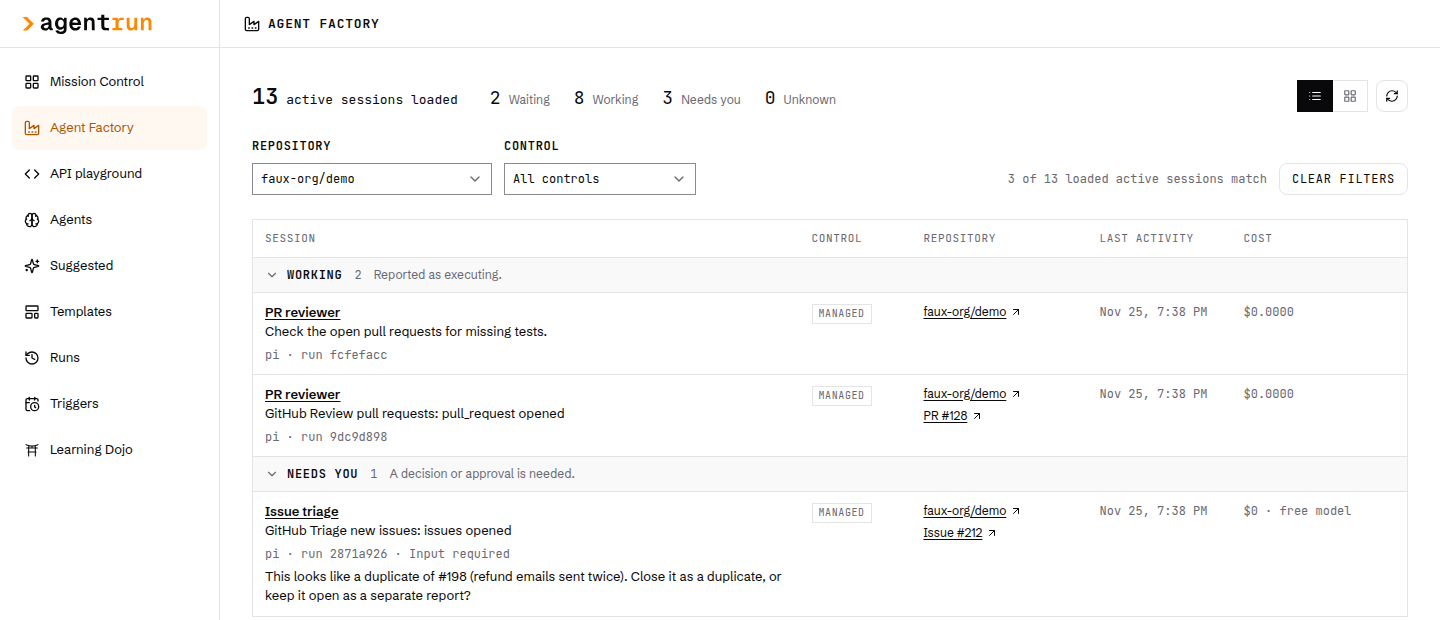 agentrun
AGENT FACTORY
Mission Control
Agent Factory
API playground
Agents
Suggested
Templates
Runs
Triggers
Learning Dojo
13 active sessions loaded 2 Waiting 8 Working 3 Needs you 0 Unknown
REPOSITORY CONTROL
faux-org/demo All controls 3 of 13 loaded active sessions match CLEAR FILTERS
SESSION CONTROL REPOSITORY LAST ACTIVITY COST
WORKING 2 Reported as executing.
PR reviewer MANAGED faux-org/demo Nov 25, 7:38 PM $0.0000
Check the open pull requests for missing tests.
pi · run fcfefacc
PR reviewer MANAGED faux-org/demo Nov 25, 7:38 PM $0.0000
GitHub Review pull requests: pull_request opened PR #128
pi · run 9dc9d898
NEEDS YOU 1 A decision or approval is needed.
Issue triage MANAGED faux-org/demo Nov 25, 7:38 PM $0 · free model
GitHub Triage new issues: issues opened Issue #212
pi · run 2871a926 · Input required
This looks like a duplicate of #198 (refund emails sent twice). Close it as a duplicate, or
keep it open as a separate report?